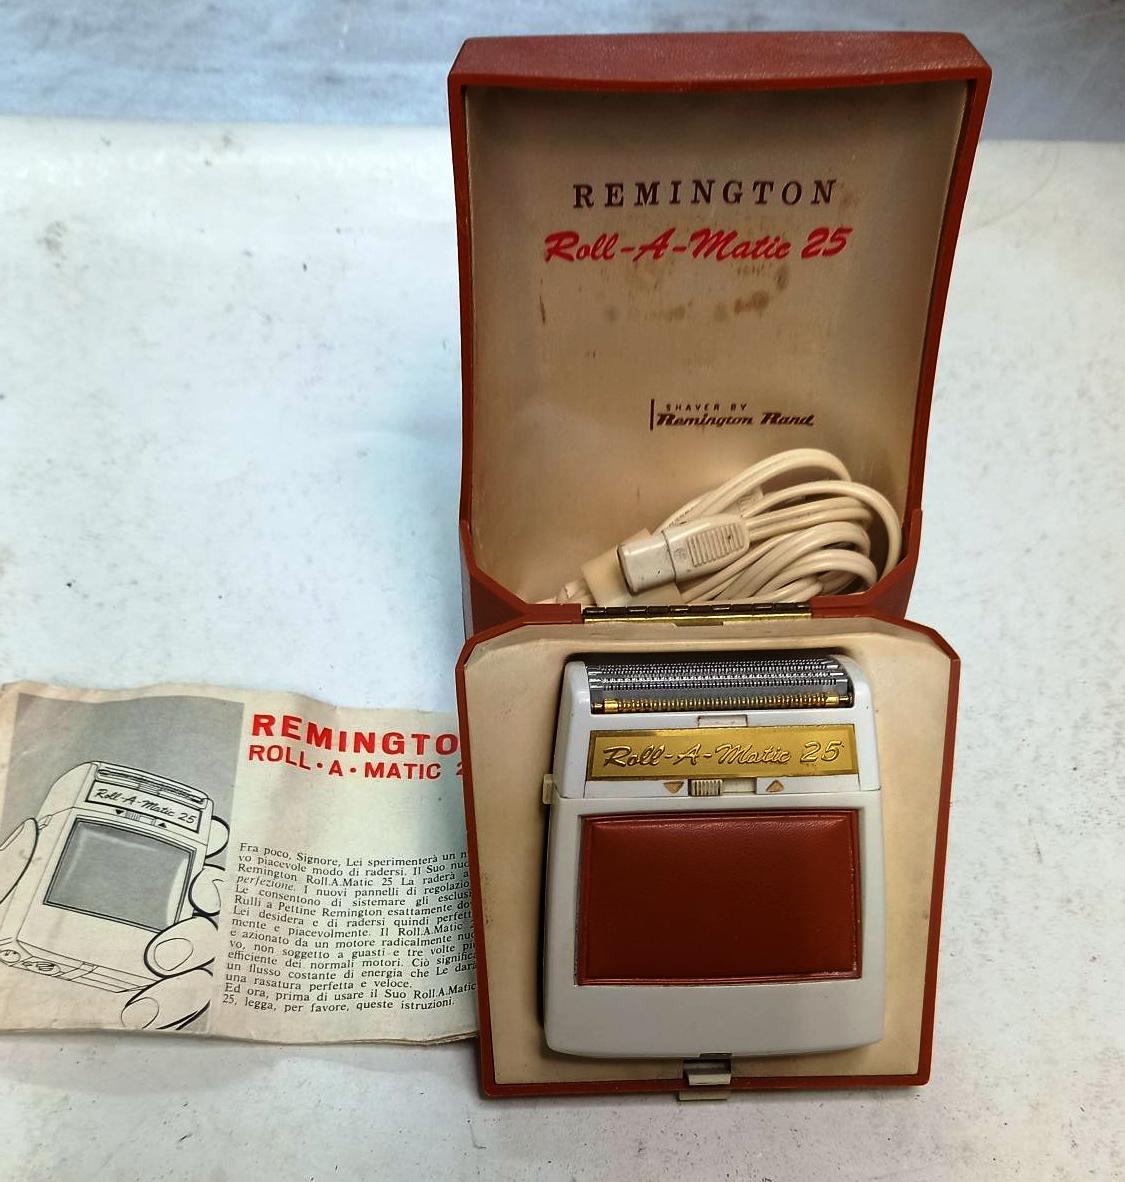 REMINGTON
Roll-A-Matic 25
SHAVER BY
Remington Rand
Roll-A-Matic 25
REMINGTO
ROLL·A·MATIC
Roll-A-Matic 25
Fra poco, Signore, Lei sperimenterà un
vo piacevole modo di radersi. Il Suo
Remington Roll.A.Matic 25 La raderà a
perfezione. I nuovi pannelli di
Le consentono di sistemare gli
Rulli a Pettine Remington esattamente
Lei desidera e di radersi quindi
mente e piacevolmente. Il Roll.A.Matic
è azionato da un motore radicalmente
vo, non soggetto a guasti e tre volte
efficiente dei normali motori. Ciò
un flusso costante di energia che Le
una rasatura perfetta e veloce.
Ed ora, prima di usare il Suo Roll.A.Matic
25, legga, per favore, queste istruzioni.